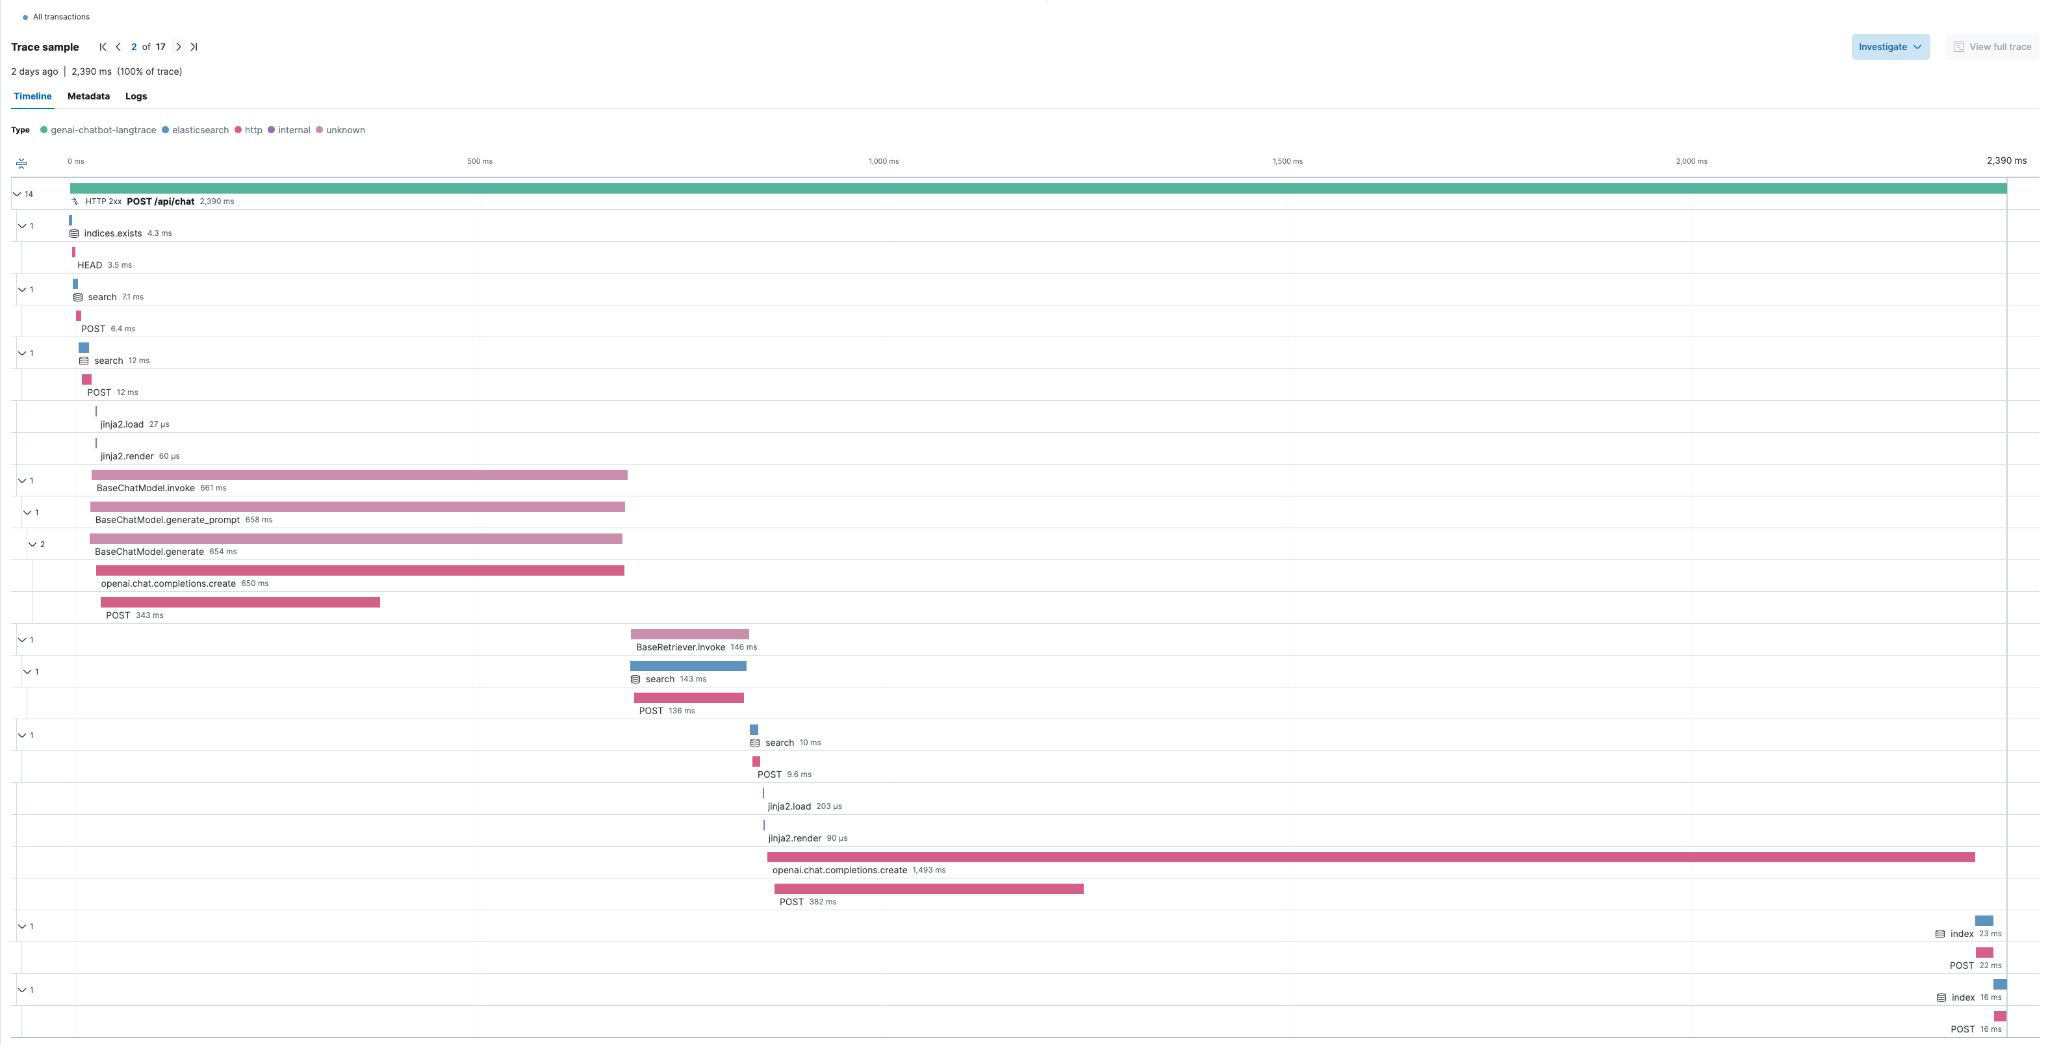 All transactions
Trace sample 2 of 17 Investigate View full trace
2 days ago | 2,390 ms (100% of trace)
Timeline Metadata Logs
Type genai-chatbot-langtrace elasticsearch http internal unknown
0 ms 500 ms 1,000 ms 1,500 ms 2,000 ms 2,390 ms
14
HTTP 2xx POST /api/chat 2,390 ms
1
indices.exists 4.3 ms
HEAD 3.5 ms
1
search 7.1 ms
POST 6.4 ms
1
search 12 ms
POST 12 ms
jinja2.load 27 μs
jinja2.render 60 μs
1
BaseChatModel.invoke 661 ms
1
BaseChatModel.generate_prompt 658 ms
2
BaseChatModel.generate 654 ms
openai.chat.completions.create 650 ms
POST 343 ms
1
BaseRetriever.invoke 146 ms
1
search 143 ms
POST 136 ms
1
search 10 ms
POST 9.6 ms
jinja2.load 203 μs
jinja2.render 90 μs
openai.chat.completions.create 1,493 ms
POST 382 ms
1
index 23 ms
POST 22 ms
1
index 16 ms
POST 16 ms